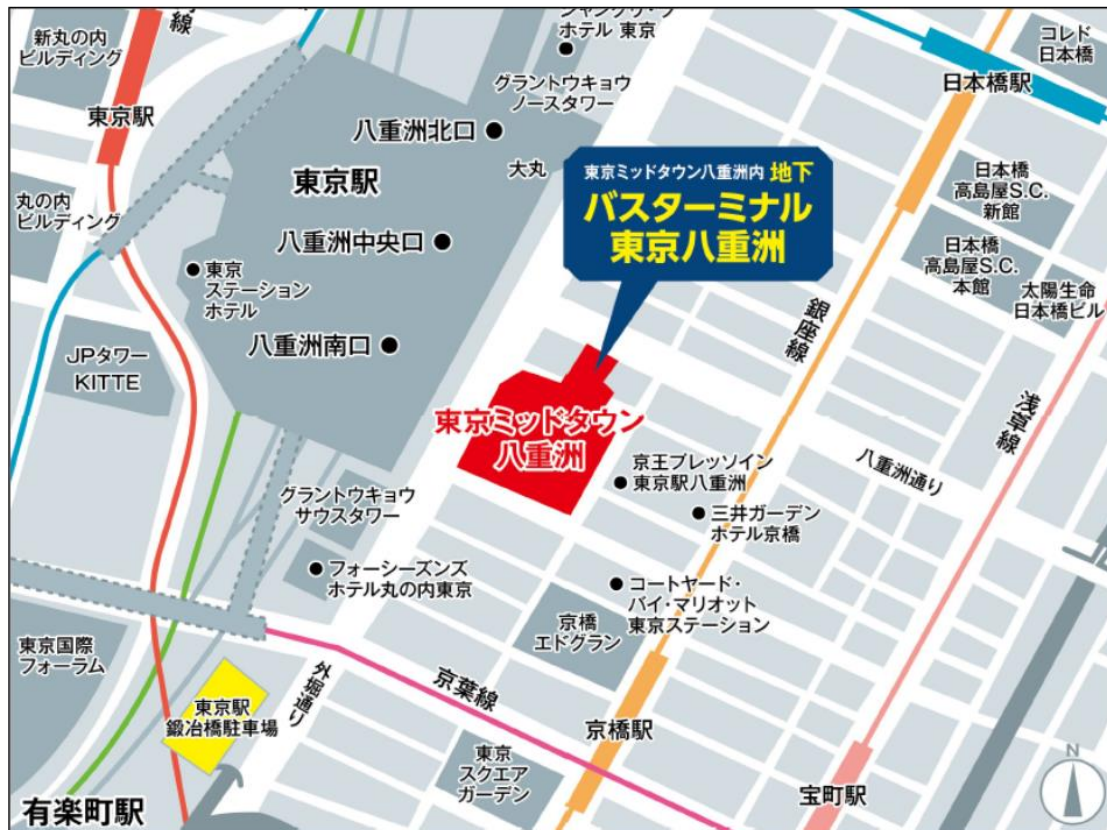 新丸の内
ビルディング
線
ホテル 東京
グラントウキョウ
ノースタワー
コレド
日本橋
日本橋駅
東京駅
八重洲北口
大丸
東京駅
丸の内
ビルディング
八重洲中央口
東京
ステーション
ホテル
八重洲南口
JPタワー
KITTE
東京ミッドタウン八重洲内 地下
バスターミナル
東京八重洲
日本橋
高島屋S.C.
新館
日本橋
高島屋S.C.
本館
太陽生命
日本橋ビル
銀座線
浅草線
八重洲通り
東京ミッドタウン
八重洲
京王プレッソイン
東京駅八重洲
三井ガーデン
ホテル京橋
グラントウキョウ
サウスタワー
フォーシーズンズ
ホテル丸の内東京
コートヤード・
バイ・マリオット
東京ステーション
京橋
エドグラン
東京国際
フォーラム
東京駅
鍛冶橋駐車場
外堀通り
京葉線
京橋駅
東京
スクエア
ガーデン
宝町駅
有楽町駅
N